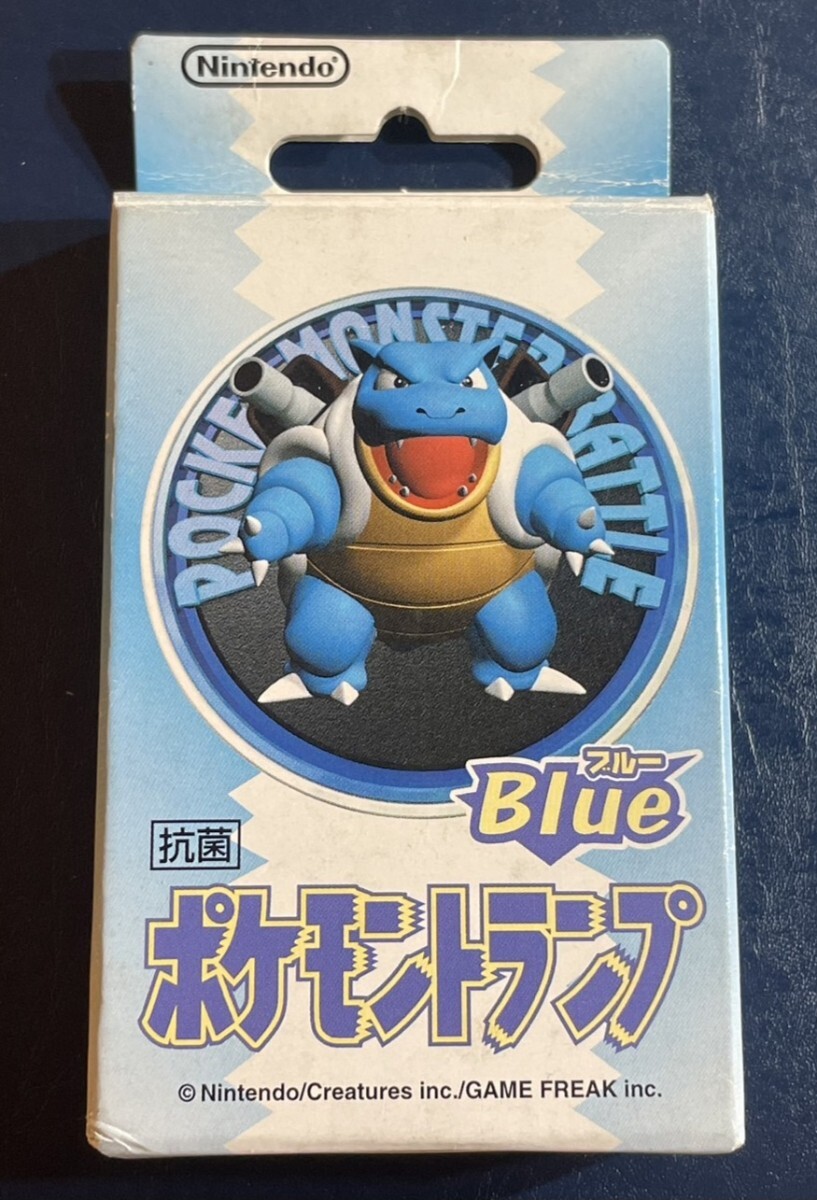 Nintendo®
POCKE MONSTER BATTLE
ブルー
Blue
抗菌
ポケモントランプ
© Nintendo/Creatures inc./GAME FREAK inc.